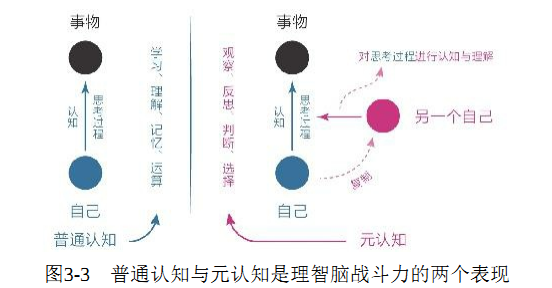 事物
认知
思考过程
自己
普通认知
学习、理解、记忆、运算
观察、反思、判断、选择
事物
认知
思考过程
自己
对思考过程进行认知与理解
另一个自己
复制
元认知
图3-3 普通认知与元认知是理智脑战斗力的两个表现